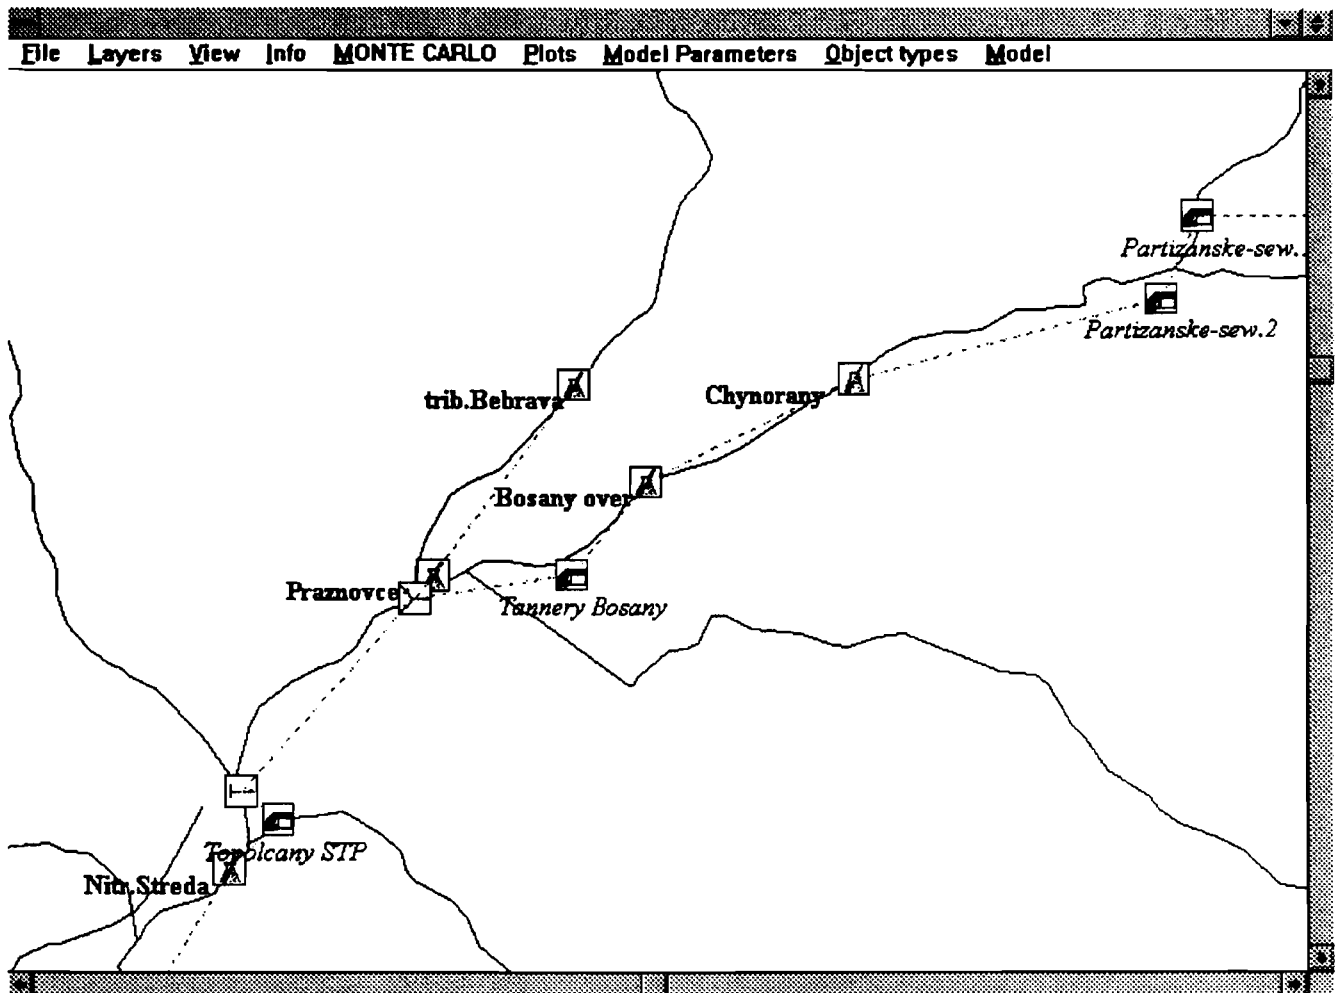 File Layers View Info MONTE CARLO Plots Model Parameters Object types Model
Partizanske-sew.
Partizanske-sew.2
trib.Bebrava
Chynorany
Bosany over
Praznovce
Tannery Bosany
Topolcany STP
Nitr.Streda